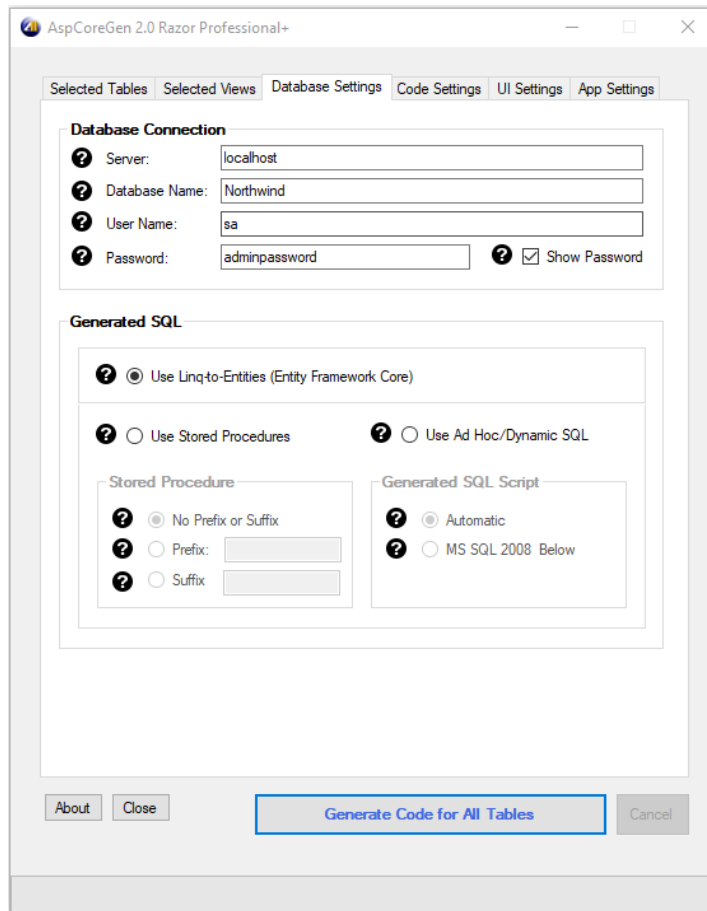 AspCoreGen 2.0 Razor Professional+
Selected Tables Selected Views Database Settings Code Settings UI Settings App Settings
Database Connection
? Server: localhost
? Database Name: Northwind
? User Name: sa
? Password: adminpassword ? Show Password
Generated SQL
? Use Linq-to-Entities (Entity Framework Core)
? Use Stored Procedures ? Use Ad Hoc/Dynamic SQL
Stored Procedure Generated SQL Script
? No Prefix or Suffix ? Automatic
? Prefix: ? MS SQL 2008 Below
? Suffix
About Close Generate Code for All Tables Cancel